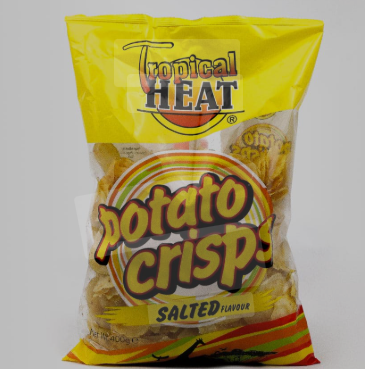 Tropical
HEAT
®
potato
crisps
SALTED FLAVOUR